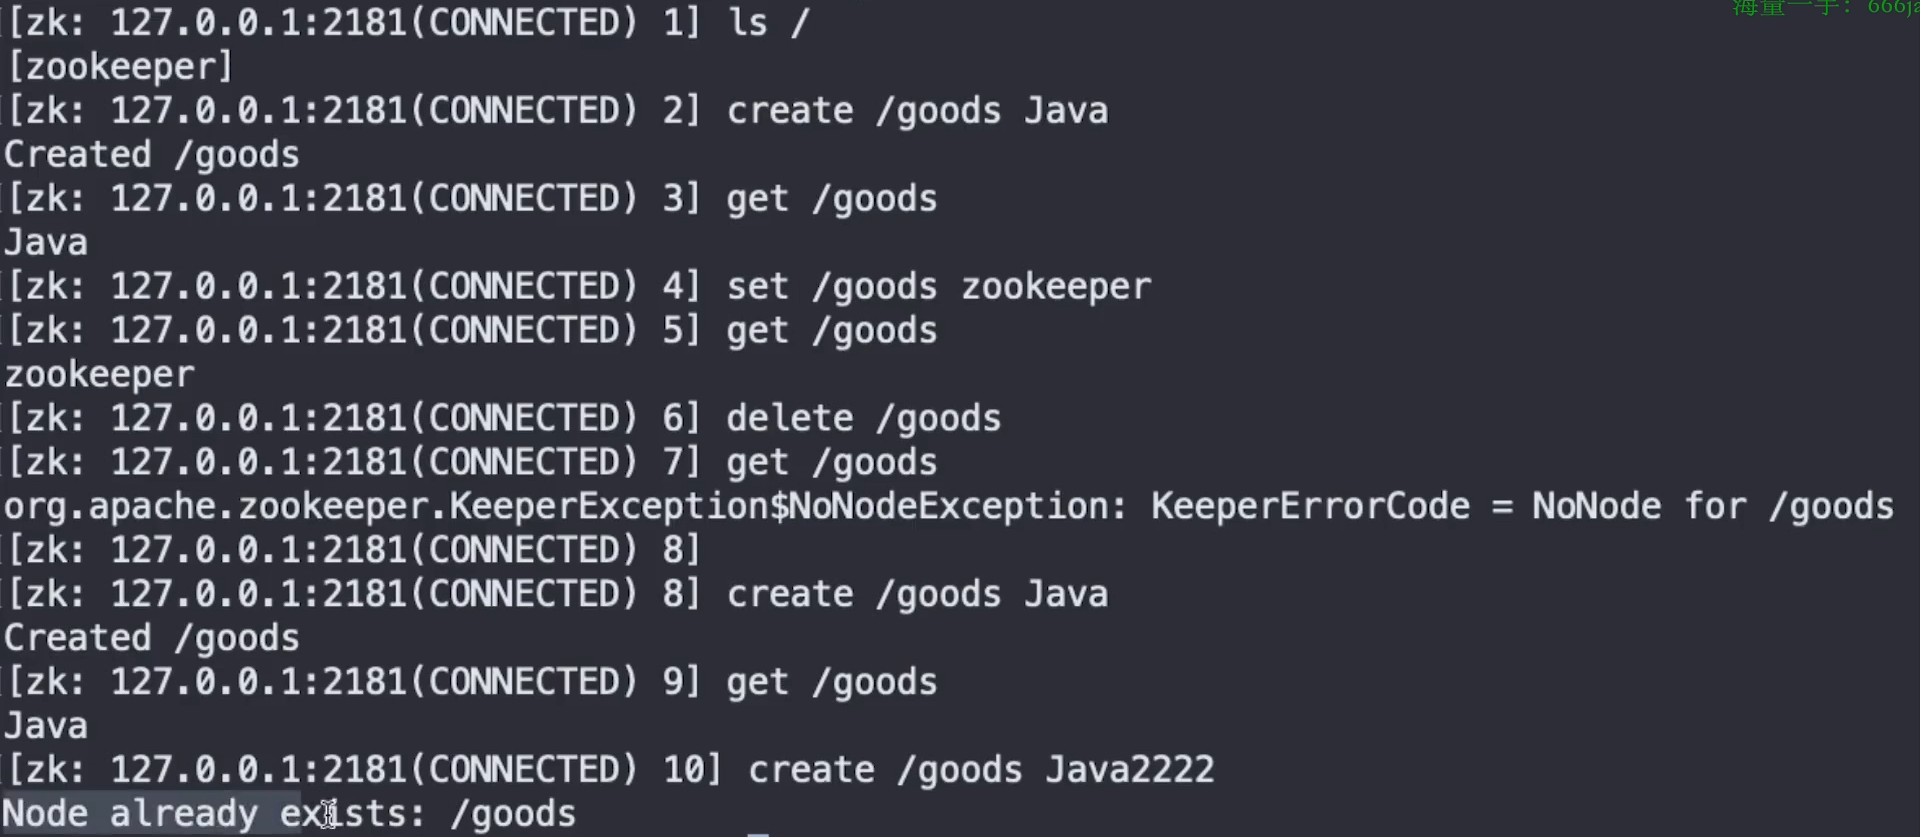 海量一手：666ja
[zk: 127.0.0.1:2181(CONNECTED) 1] ls /
[zookeeper]
[zk: 127.0.0.1:2181(CONNECTED) 2] create /goods Java
Created /goods
[zk: 127.0.0.1:2181(CONNECTED) 3] get /goods
Java
[zk: 127.0.0.1:2181(CONNECTED) 4] set /goods zookeeper
[zk: 127.0.0.1:2181(CONNECTED) 5] get /goods
zookeeper
[zk: 127.0.0.1:2181(CONNECTED) 6] delete /goods
[zk: 127.0.0.1:2181(CONNECTED) 7] get /goods
org.apache.zookeeper.KeeperException$NoNodeException: KeeperErrorCode = NoNode for /goods
[zk: 127.0.0.1:2181(CONNECTED) 8]
[zk: 127.0.0.1:2181(CONNECTED) 8] create /goods Java
Created /goods
[zk: 127.0.0.1:2181(CONNECTED) 9] get /goods
Java
[zk: 127.0.0.1:2181(CONNECTED) 10] create /goods Java2222
Node already exists: /goods